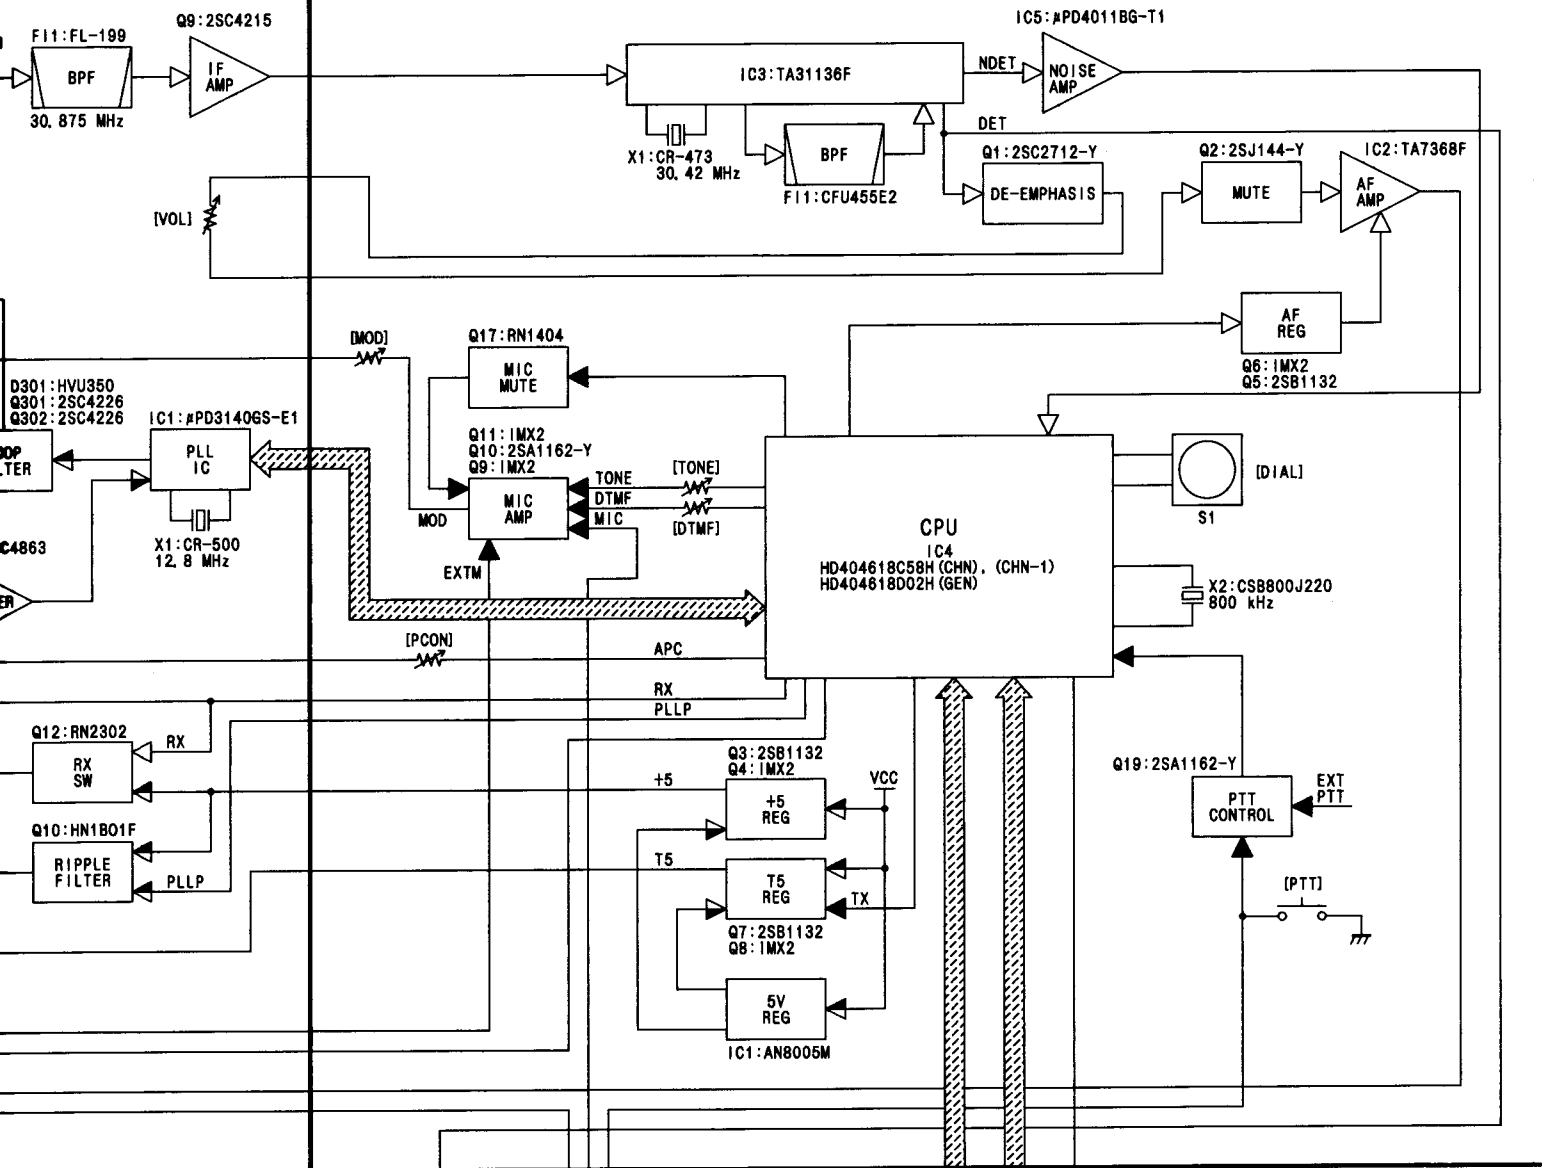 Q9:2SC4215
IC5:μPD4011BG-T1
FI1:FL-199
BPF
IF
AMP
30.875 MHz
IC3:TA31136F
NDET
NOISE
AMP
X1:CR-473
30.42 MHz
BPF
FI1:CFU455E2
DET
Q1:2SC2712-Y
DE-EMPHASIS
Q2:2SJ144-Y
MUTE
IC2:TA7368F
AF
AMP
[VOL]
AF
REG
Q6:IMX2
Q5:2SB1132
[MOD]
Q17:RN1404
MIC
MUTE
D301:HVU350
Q301:2SC4226
Q302:2SC4226
IC1:μPD3140GS-E1
OOP
LTER
PLL
IC
X1:CR-500
12.8 MHz
C4863
ER
Q11:IMX2
Q10:2SA1162-Y
Q9:IMX2
MIC
AMP
MOD
EXTM
TONE
[TONE]
DTMF
[DTMF]
MIC
CPU
IC4
HD404618C58H(CHN), (CHN-1)
HD404618D02H(GEN)
[DIAL]
S1
X2:CSB800J220
800 kHz
[PCON]
APC
RX
PLLP
Q12:RN2302
RX
SW
RX
+5
Q3:2SB1132
Q4:IMX2
+5
REG
VCC
Q10:HN1B01F
RIPPLE
FILTER
PLLP
T5
T5
REG
TX
Q7:2SB1132
Q8:IMX2
5V
REG
IC1:AN8005M
Q19:2SA1162-Y
PTT
CONTROL
EXT
PTT
[PTT]